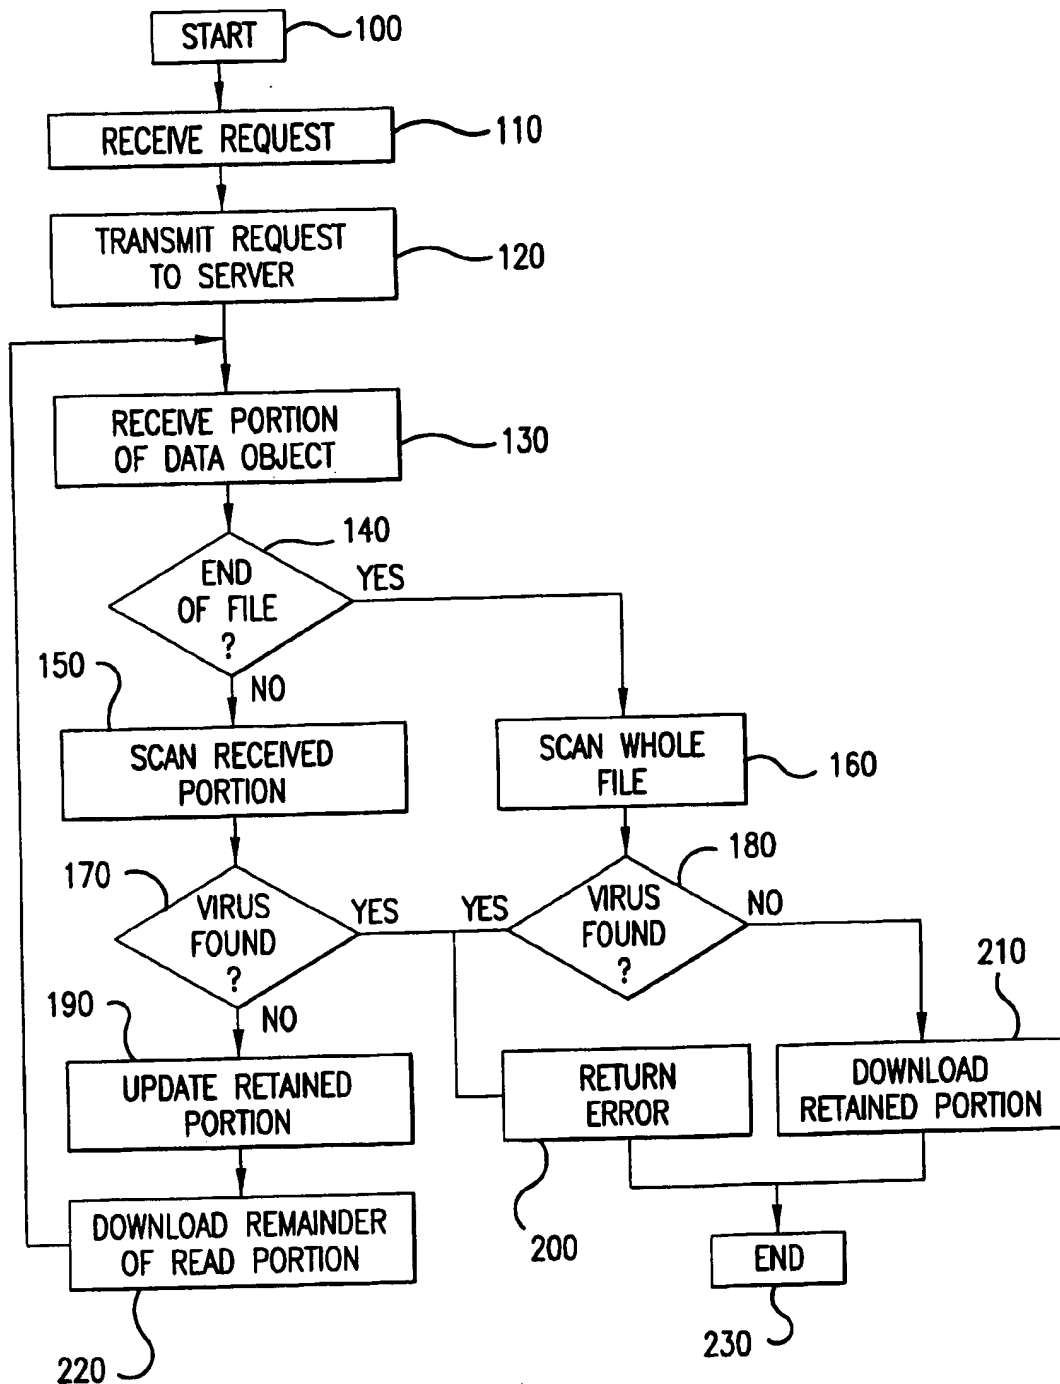 START
100
RECEIVE REQUEST
110
TRANSMIT REQUEST
TO SERVER
120
RECEIVE PORTION
OF DATA OBJECT
130
140
END
OF FILE
?
YES
NO
150
SCAN RECEIVED
PORTION
SCAN WHOLE
FILE
160
170
VIRUS
FOUND
?
YES
NO
180
VIRUS
FOUND
?
YES
NO
190
UPDATE RETAINED
PORTION
RETURN
ERROR
200
210
DOWNLOAD
RETAINED PORTION
DOWNLOAD REMAINDER
OF READ PORTION
220
END
230